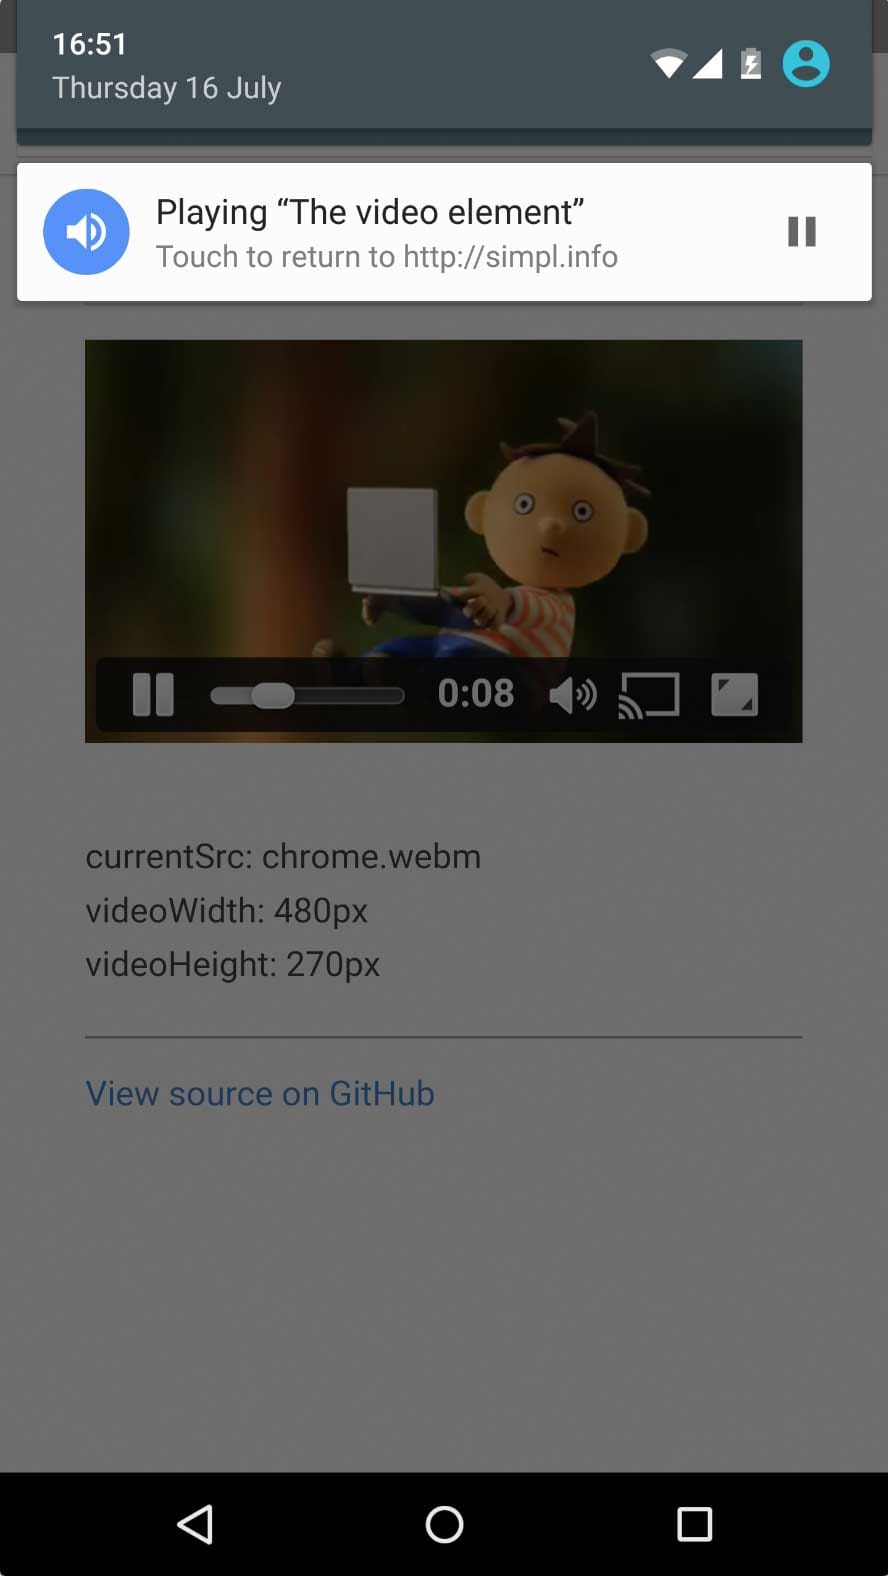 16:51
Thursday 16 July
Playing “The video element”
Touch to return to http://simpl.info
0:08
currentSrc: chrome.webm
videoWidth: 480px
videoHeight: 270px
View source on GitHub